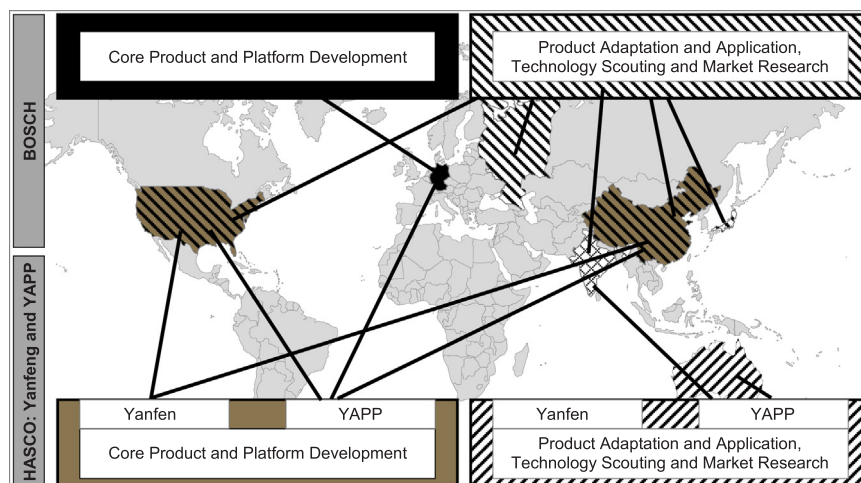 BOSCH
Core Product and Platform Development
Product Adaptation and Application,
Technology Scouting and Market Research
HASCO: Yanfeng and YAPP
Yanfen
YAPP
Core Product and Platform Development
Yanfen
YAPP
Product Adaptation and Application,
Technology Scouting and Market Research